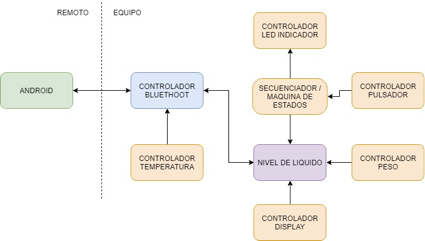 REMOTO
EQUIPO
CONTROLADOR
LED INDICADOR
ANDROID
CONTROLADOR
BLUETHOOT
SECUENCIADOR /
MAQUINA DE
ESTADOS
CONTROLADOR
PULSADOR
CONTROLADOR
TEMPERATURA
NIVEL DE LIQUIDO
CONTROLADOR
PESO
CONTROLADOR
DISPLAY